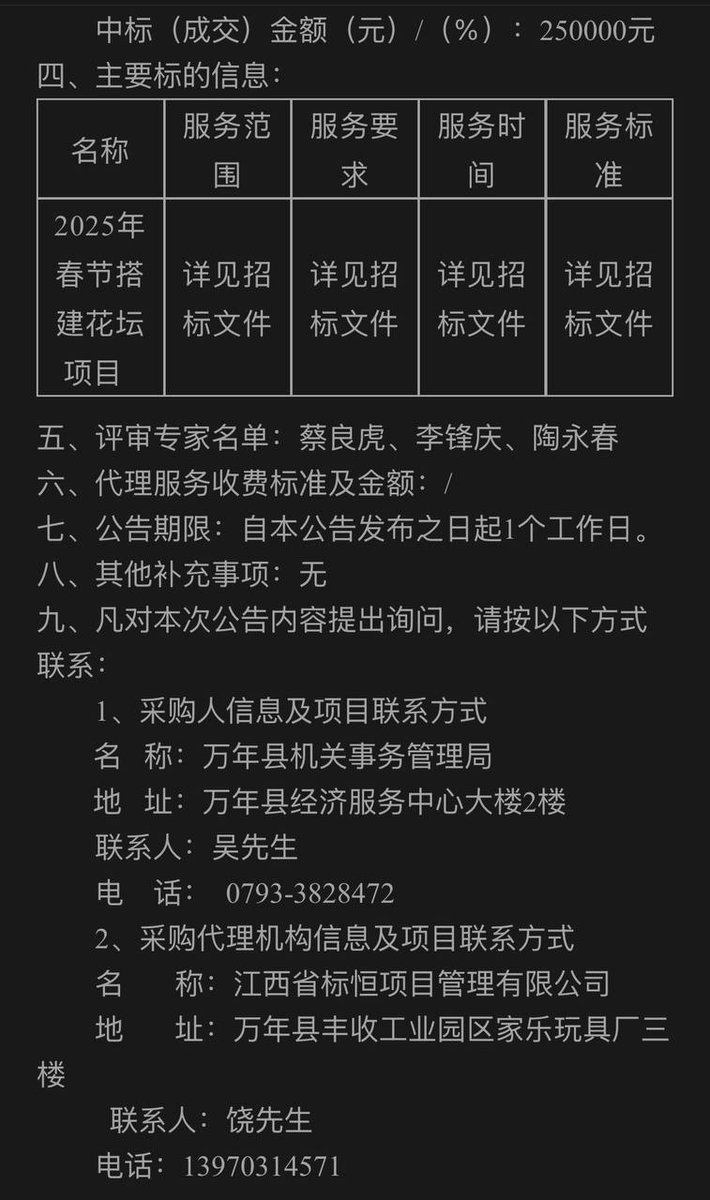 中标（成交）金额（元）/（%）：250000元
四、主要标的信息：
名称 服务范围 服务要求 服务时间 服务标准
2025年春节搭建花坛项目 详见招标文件 详见招标文件 详见招标文件 详见招标文件
五、评审专家名单：蔡良虎、李锋庆、陶永春
六、代理服务收费标准及金额：/
七、公告期限：自本公告发布之日起1个工作日。
八、其他补充事项：无
九、凡对本次公告内容提出询问，请按以下方式
联系：
1、采购人信息及项目联系方式
名 称：万年县机关事务管理局
地 址：万年县经济服务中心大楼2楼
联系人：吴先生
电 话： 0793-3828472
2、采购代理机构信息及项目联系方式
名 称：江西省标恒项目管理有限公司
地 址：万年县丰收工业园区家乐玩具厂三
楼
联系人：饶先生
电话：13970314571